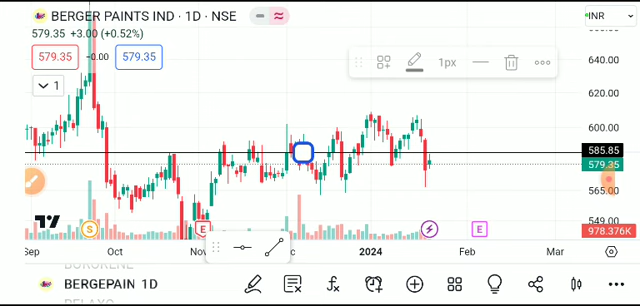 BERGER PAINTS IND · 1D · NSE
INR
579.35 +3.00 (+0.52%)
579.35 -0.00 579.35
1px
1
640.00
620.00
600.00
585.85
579.35
565.00
549.00
978.376K
S E E
Sep Oct Nov 2024 Feb Mar
BERGEPAIN 1D